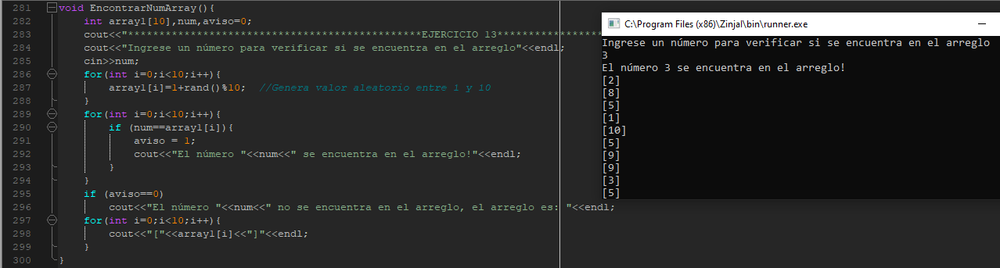 281 void EncontrarNumArray(){
282 int array1[10],num,aviso=0;
283 cout<<"***********************************************EJERCICIO 13*****************
284 cout<<"Ingrese un número para verificar si se encuentra en el arreglo"<<endl;
285 cin>>num;
286 for(int i=0;i<10;i++){
287 array1[i]=1+rand()%10; //Genera valor aleatorio entre 1 y 10
288 }
289 for(int i=0;i<10;i++){
290 if (num==array1[i]){
291 aviso = 1;
292 cout<<"El número "<<num<<" se encuentra en el arreglo!"<<endl;
293 }
294 }
295 if (aviso==0)
296 cout<<"El número "<<num<<" no se encuentra en el arreglo, el arreglo es: "<<endl;
297 for(int i=0;i<10;i++){
298 cout<<"["<<array1[i]<<"]"<<endl;
299 }
300 }
C:\Program Files (x86)\Zinjal\bin\runner.exe
Ingrese un número para verificar si se encuentra en el arreglo
3
El número 3 se encuentra en el arreglo!
[2]
[8]
[5]
[1]
[10]
[5]
[9]
[9]
[3]
[5]